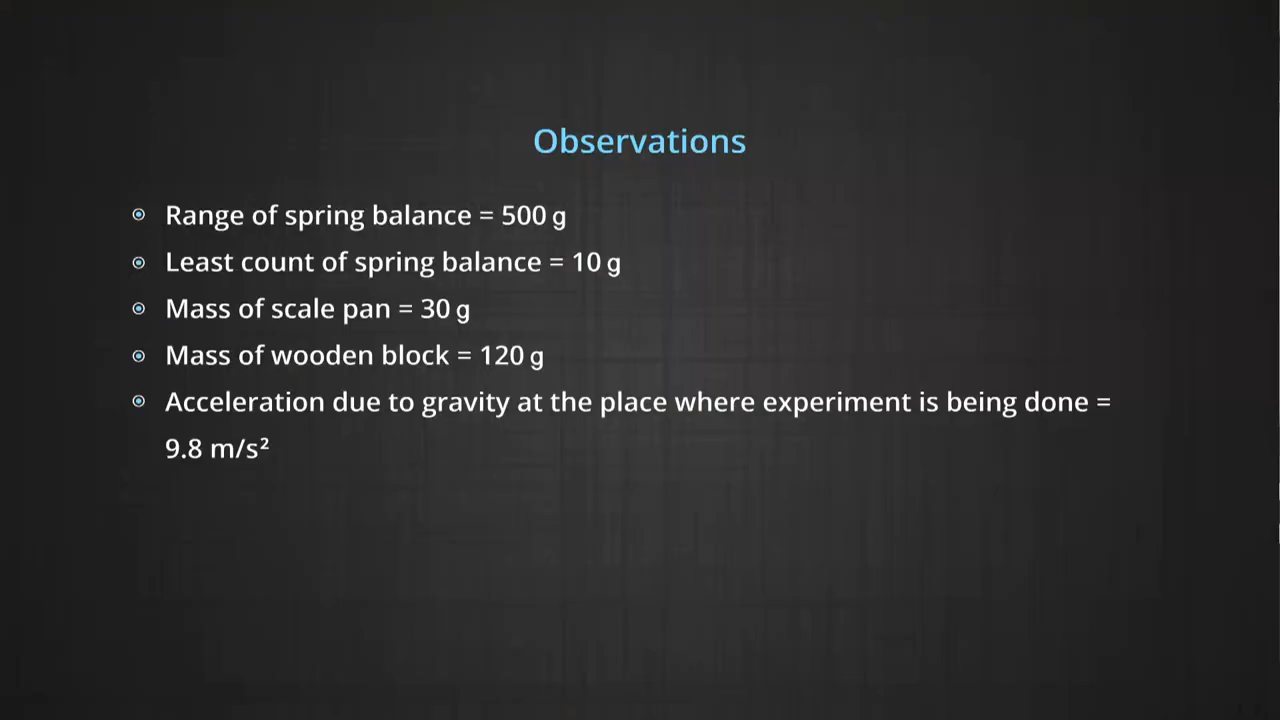 Observations
Range of spring balance = 500 g
Least count of spring balance = 10 g
Mass of scale pan = 30 g
Mass of wooden block = 120 g
Acceleration due to gravity at the place where experiment is being done =
9.8 m/s²